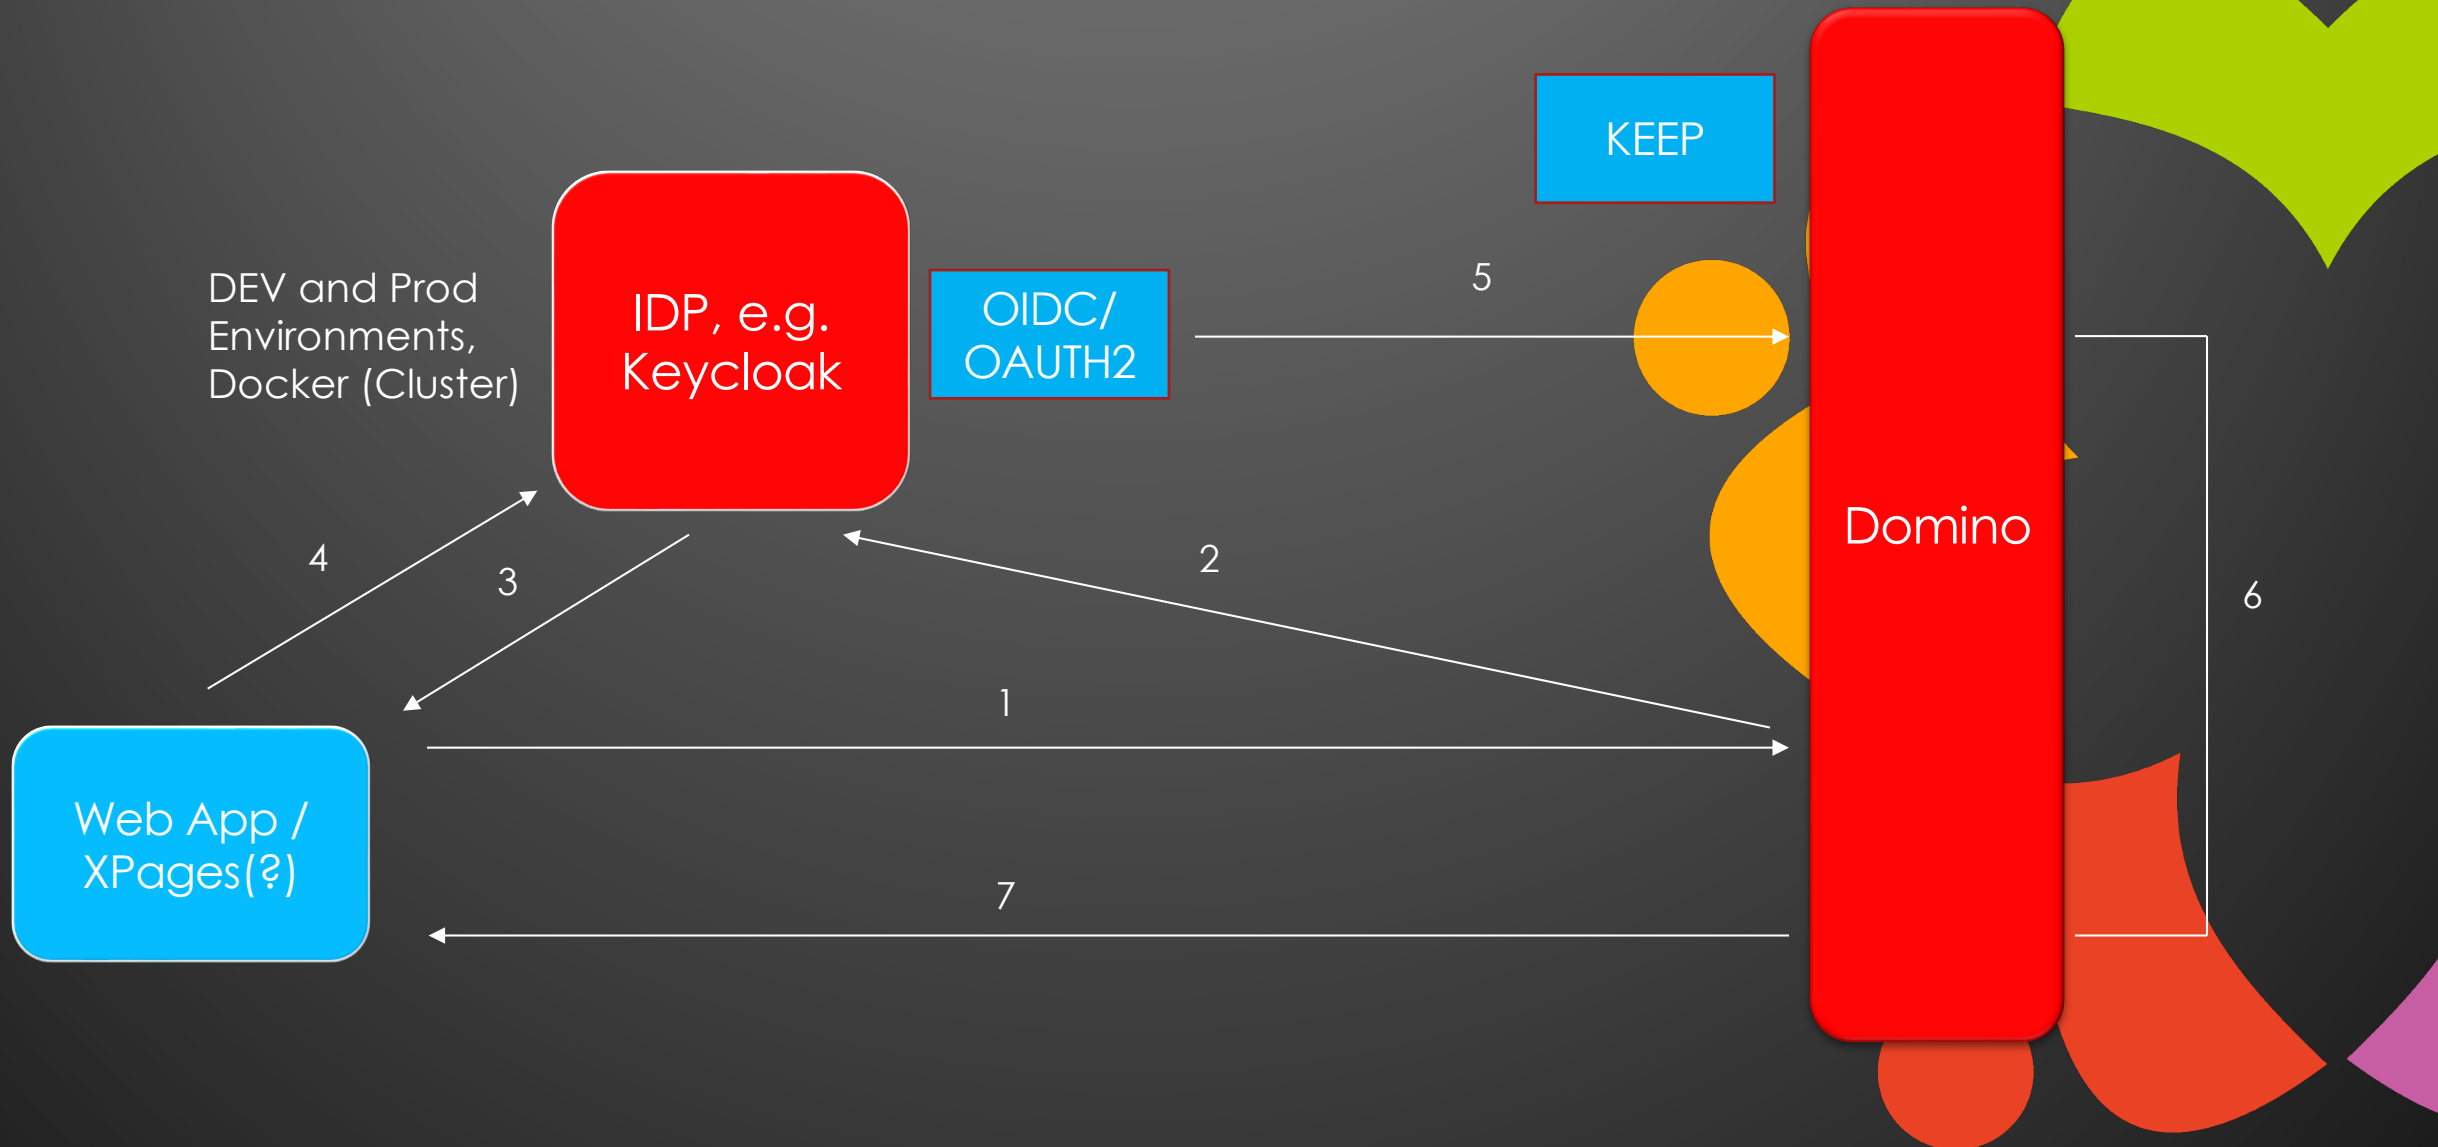 KEEP
DEV and Prod
Environments,
Docker (Cluster)
IDP, e.g.
Keycloak
OIDC/
OAUTH2
5
Domino
4
3
2
6
1
Web App /
XPages(?)
7